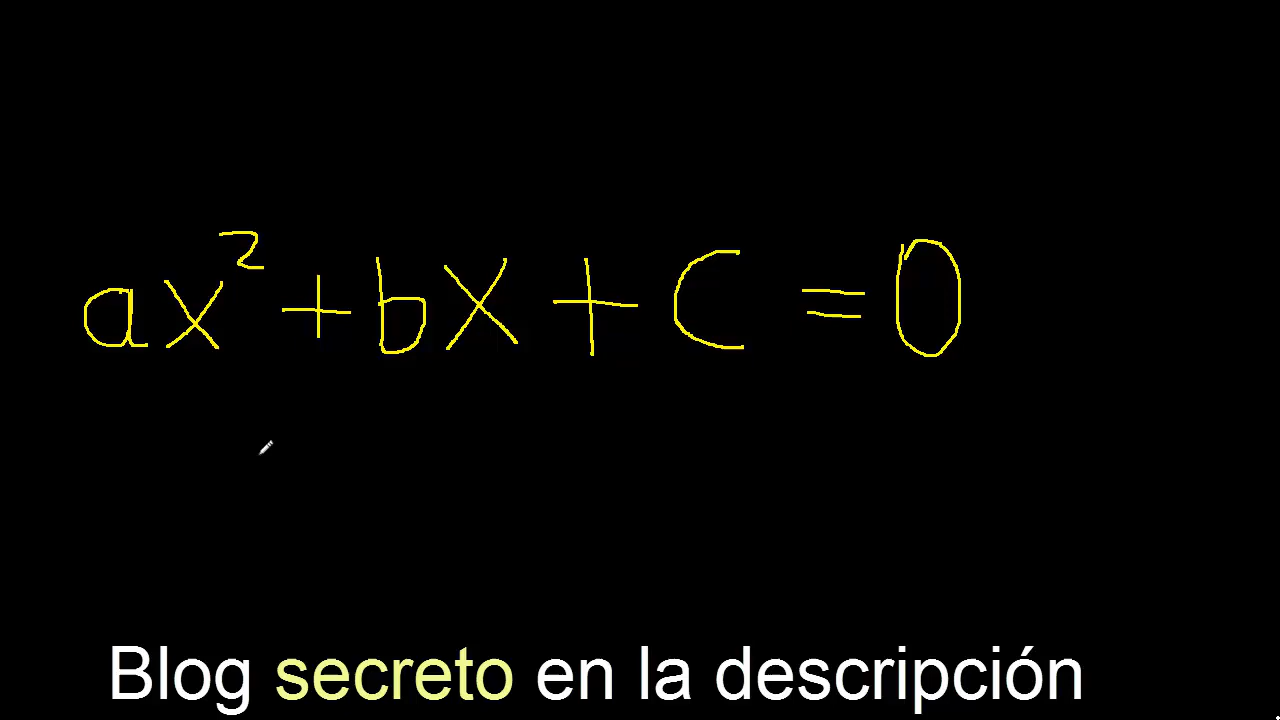 ax² + bx + c = 0
Blog secreto en la descripción